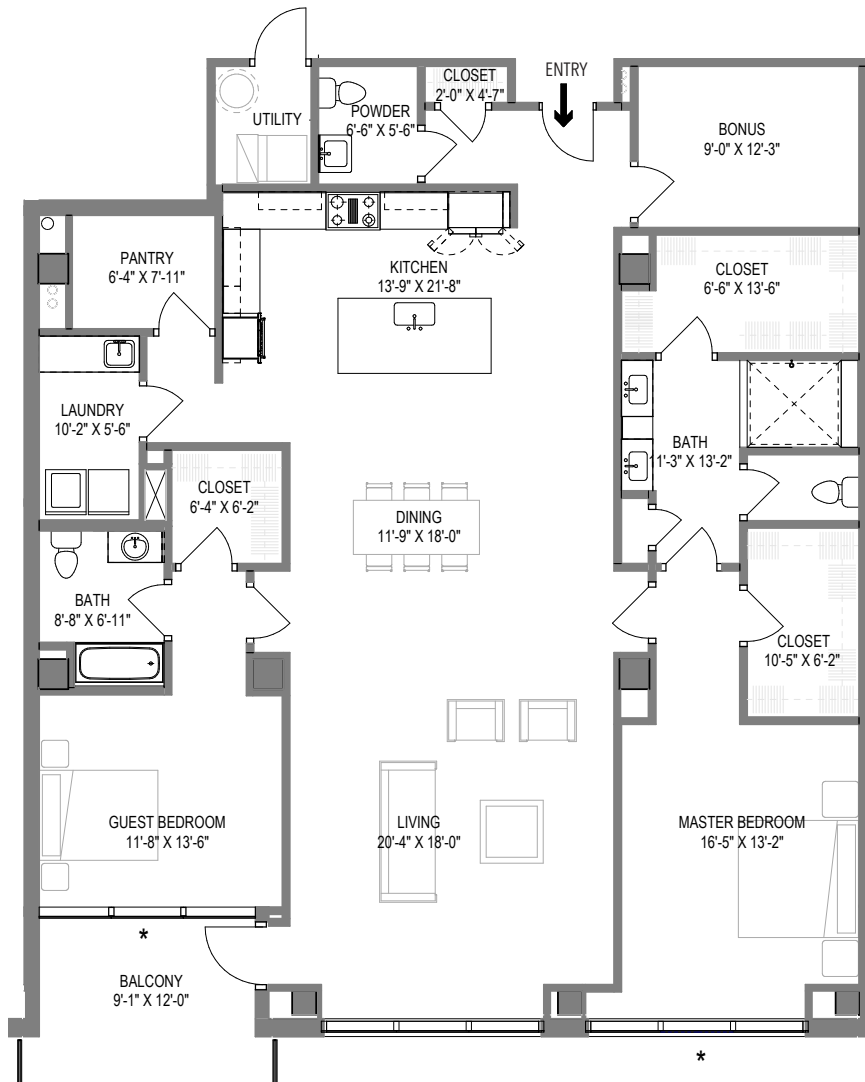 ENTRY
CLOSET
2'-0" X 4'-7"
UTILITY
POWDER
6'-6" X 5'-6"
BONUS
9'-0" X 12'-3"
PANTRY
6'-4" X 7'-11"
KITCHEN
13'-9" X 21'-8"
CLOSET
6'-6" X 13'-6"
LAUNDRY
10'-2" X 5'-6"
BATH
1'-3" X 13'-2"
CLOSET
6'-4" X 6'-2"
DINING
11'-9" X 18'-0"
BATH
8'-8" X 6'-11"
CLOSET
10'-5" X 6'-2"
GUEST BEDROOM
11'-8" X 13'-6"
LIVING
20'-4" X 18'-0"
MASTER BEDROOM
16'-5" X 13'-2"
*
BALCONY
9'-1" X 12'-0"
*